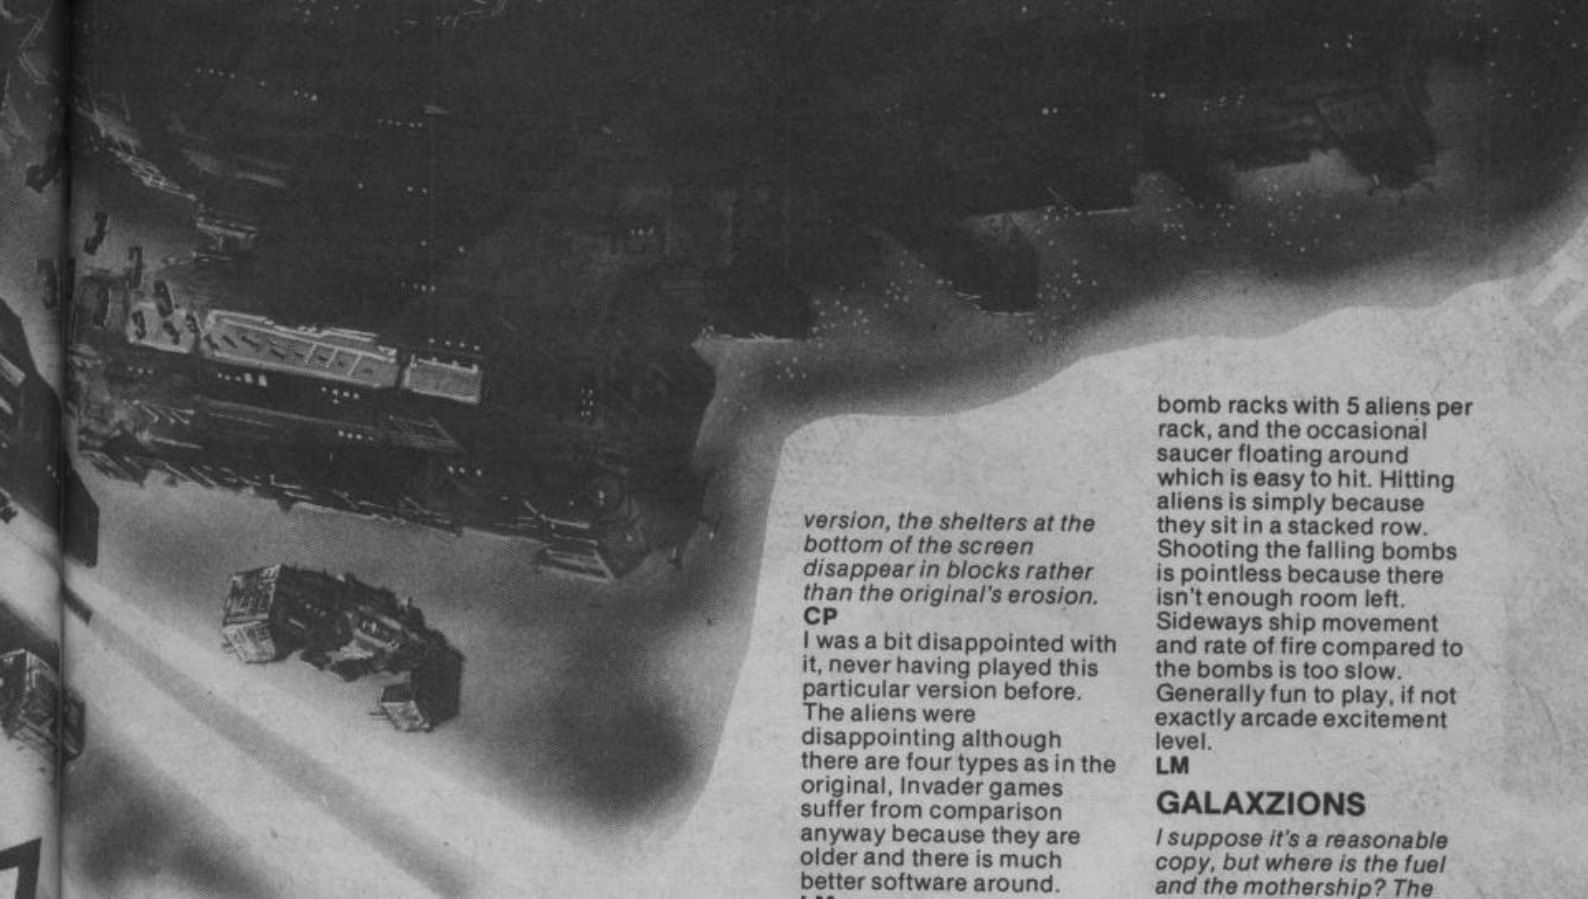 version, the shelters at the
bottom of the screen
disappear in blocks rather
than the original's erosion.
CP
I was a bit disappointed with
it, never having played this
particular version before.
The aliens were
disappointing although
there are four types as in the
original, Invader games
suffer from comparison
anyway because they are
older and there is much
better software around.
LM
bomb racks with 5 aliens per
rack, and the occasional
saucer floating around
which is easy to hit. Hitting
aliens is simply because
they sit in a stacked row.
Shooting the falling bombs
is pointless because there
isn't enough room left.
Sideways ship movement
and rate of fire compared to
the bombs is too slow.
Generally fun to play, if not
exactly arcade excitement
level.
LM
GALAXZIONS
I suppose it's a reasonable
copy, but where is the fuel
and the mothership? The